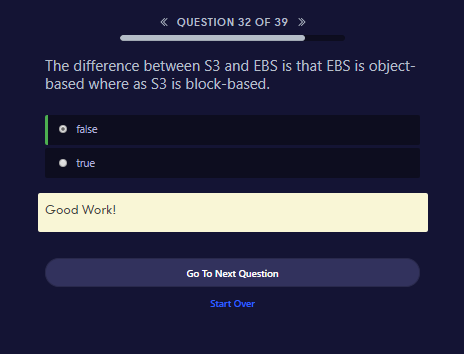 « QUESTION 32 OF 39 »
The difference between S3 and EBS is that EBS is object-
based where as S3 is block-based.
false
true
Good Work!
Go To Next Question
Start Over